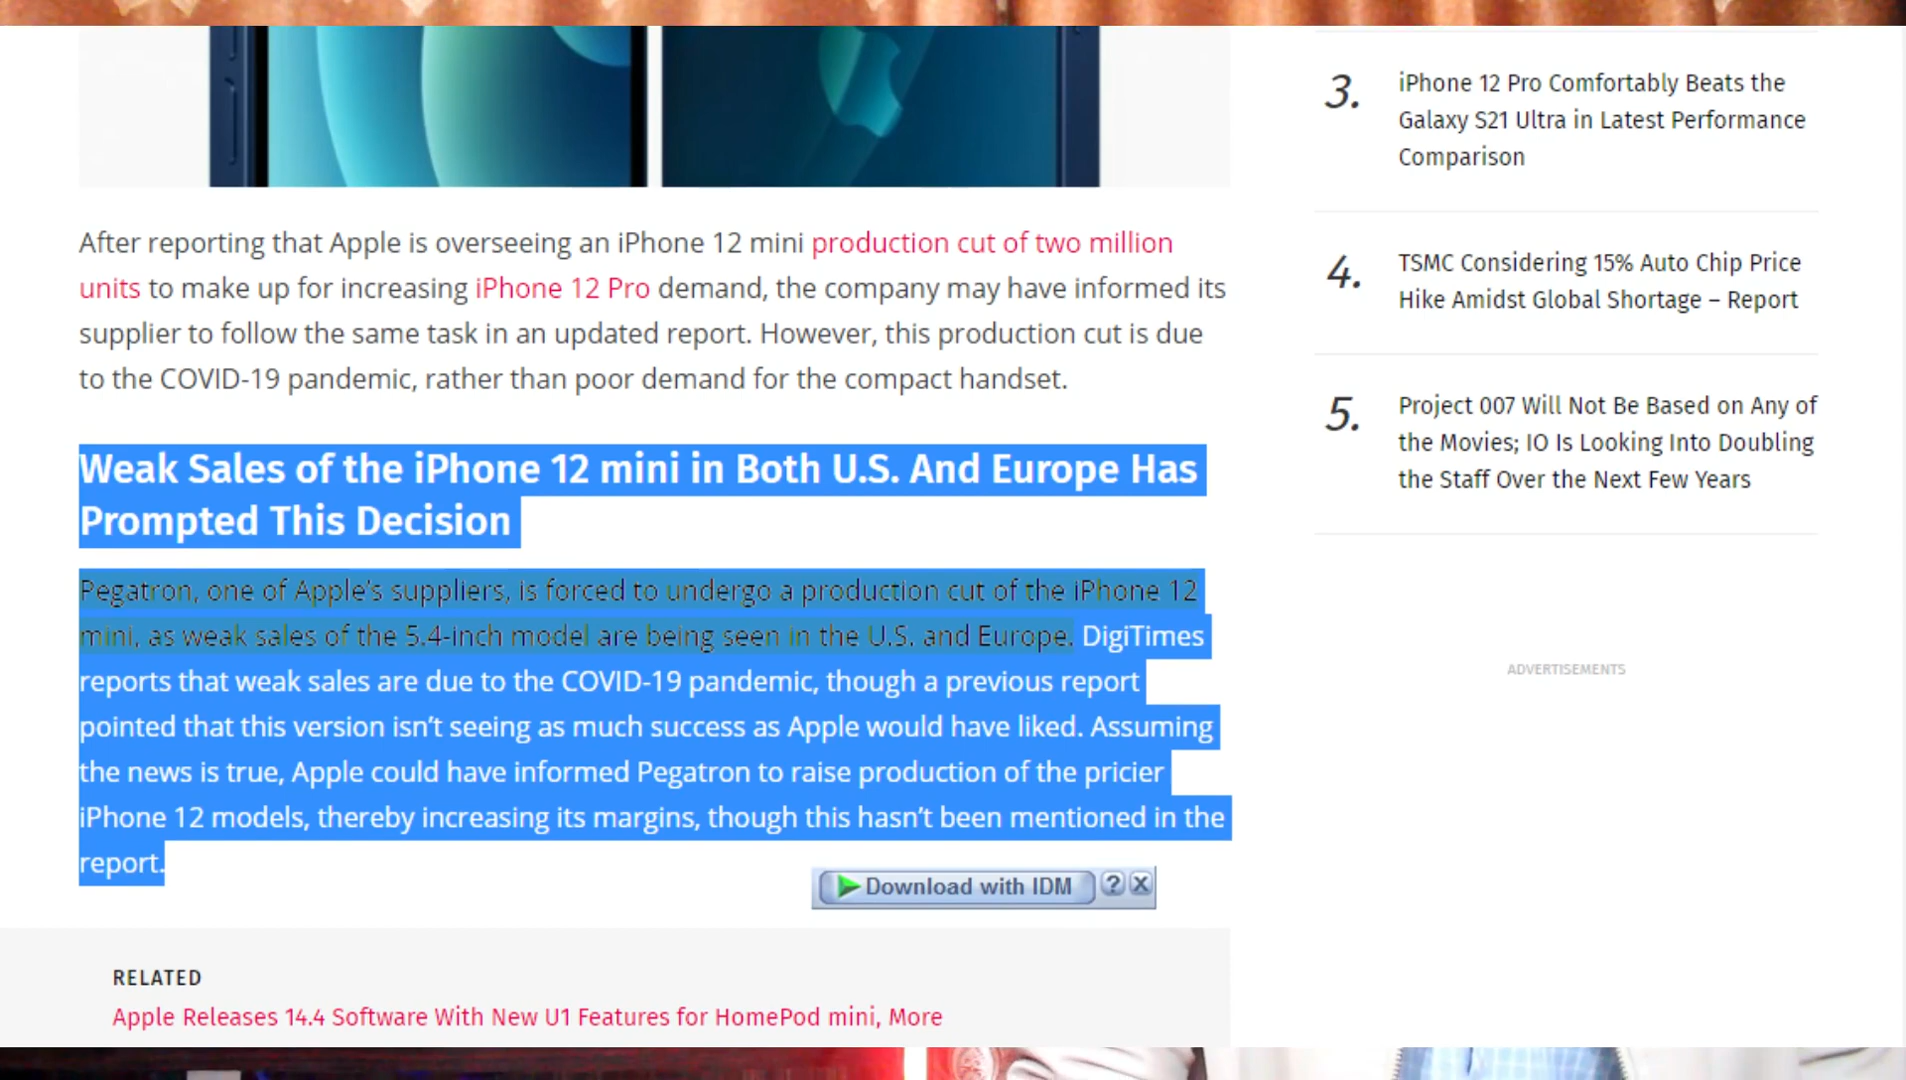 After reporting that Apple is overseeing an iPhone 12 mini production cut of two million
units to make up for increasing iPhone 12 Pro demand, the company may have informed its
supplier to follow the same task in an updated report. However, this production cut is due
to the COVID-19 pandemic, rather than poor demand for the compact handset.
Weak Sales of the iPhone 12 mini in Both U.S. And Europe Has
Prompted This Decision
Pegatron, one of Apple’s suppliers, is forced to undergo a production cut of the iPhone 12
mini, as weak sales of the 5.4-inch model are being seen in the U.S. and Europe. DigiTimes
reports that weak sales are due to the COVID-19 pandemic, though a previous report
pointed that this version isn’t seeing as much success as Apple would have liked. Assuming
the news is true, Apple could have informed Pegatron to raise production of the pricier
iPhone 12 models, thereby increasing its margins, though this hasn’t been mentioned in the
report.
Download with IDM ? X
RELATED
Apple Releases 14.4 Software With New U1 Features for HomePod mini, More
3. iPhone 12 Pro Comfortably Beats the
Galaxy S21 Ultra in Latest Performance
Comparison
4. TSMC Considering 15% Auto Chip Price
Hike Amidst Global Shortage – Report
5. Project 007 Will Not Be Based on Any of
the Movies; IO Is Looking Into Doubling
the Staff Over the Next Few Years
ADVERTISEMENTS